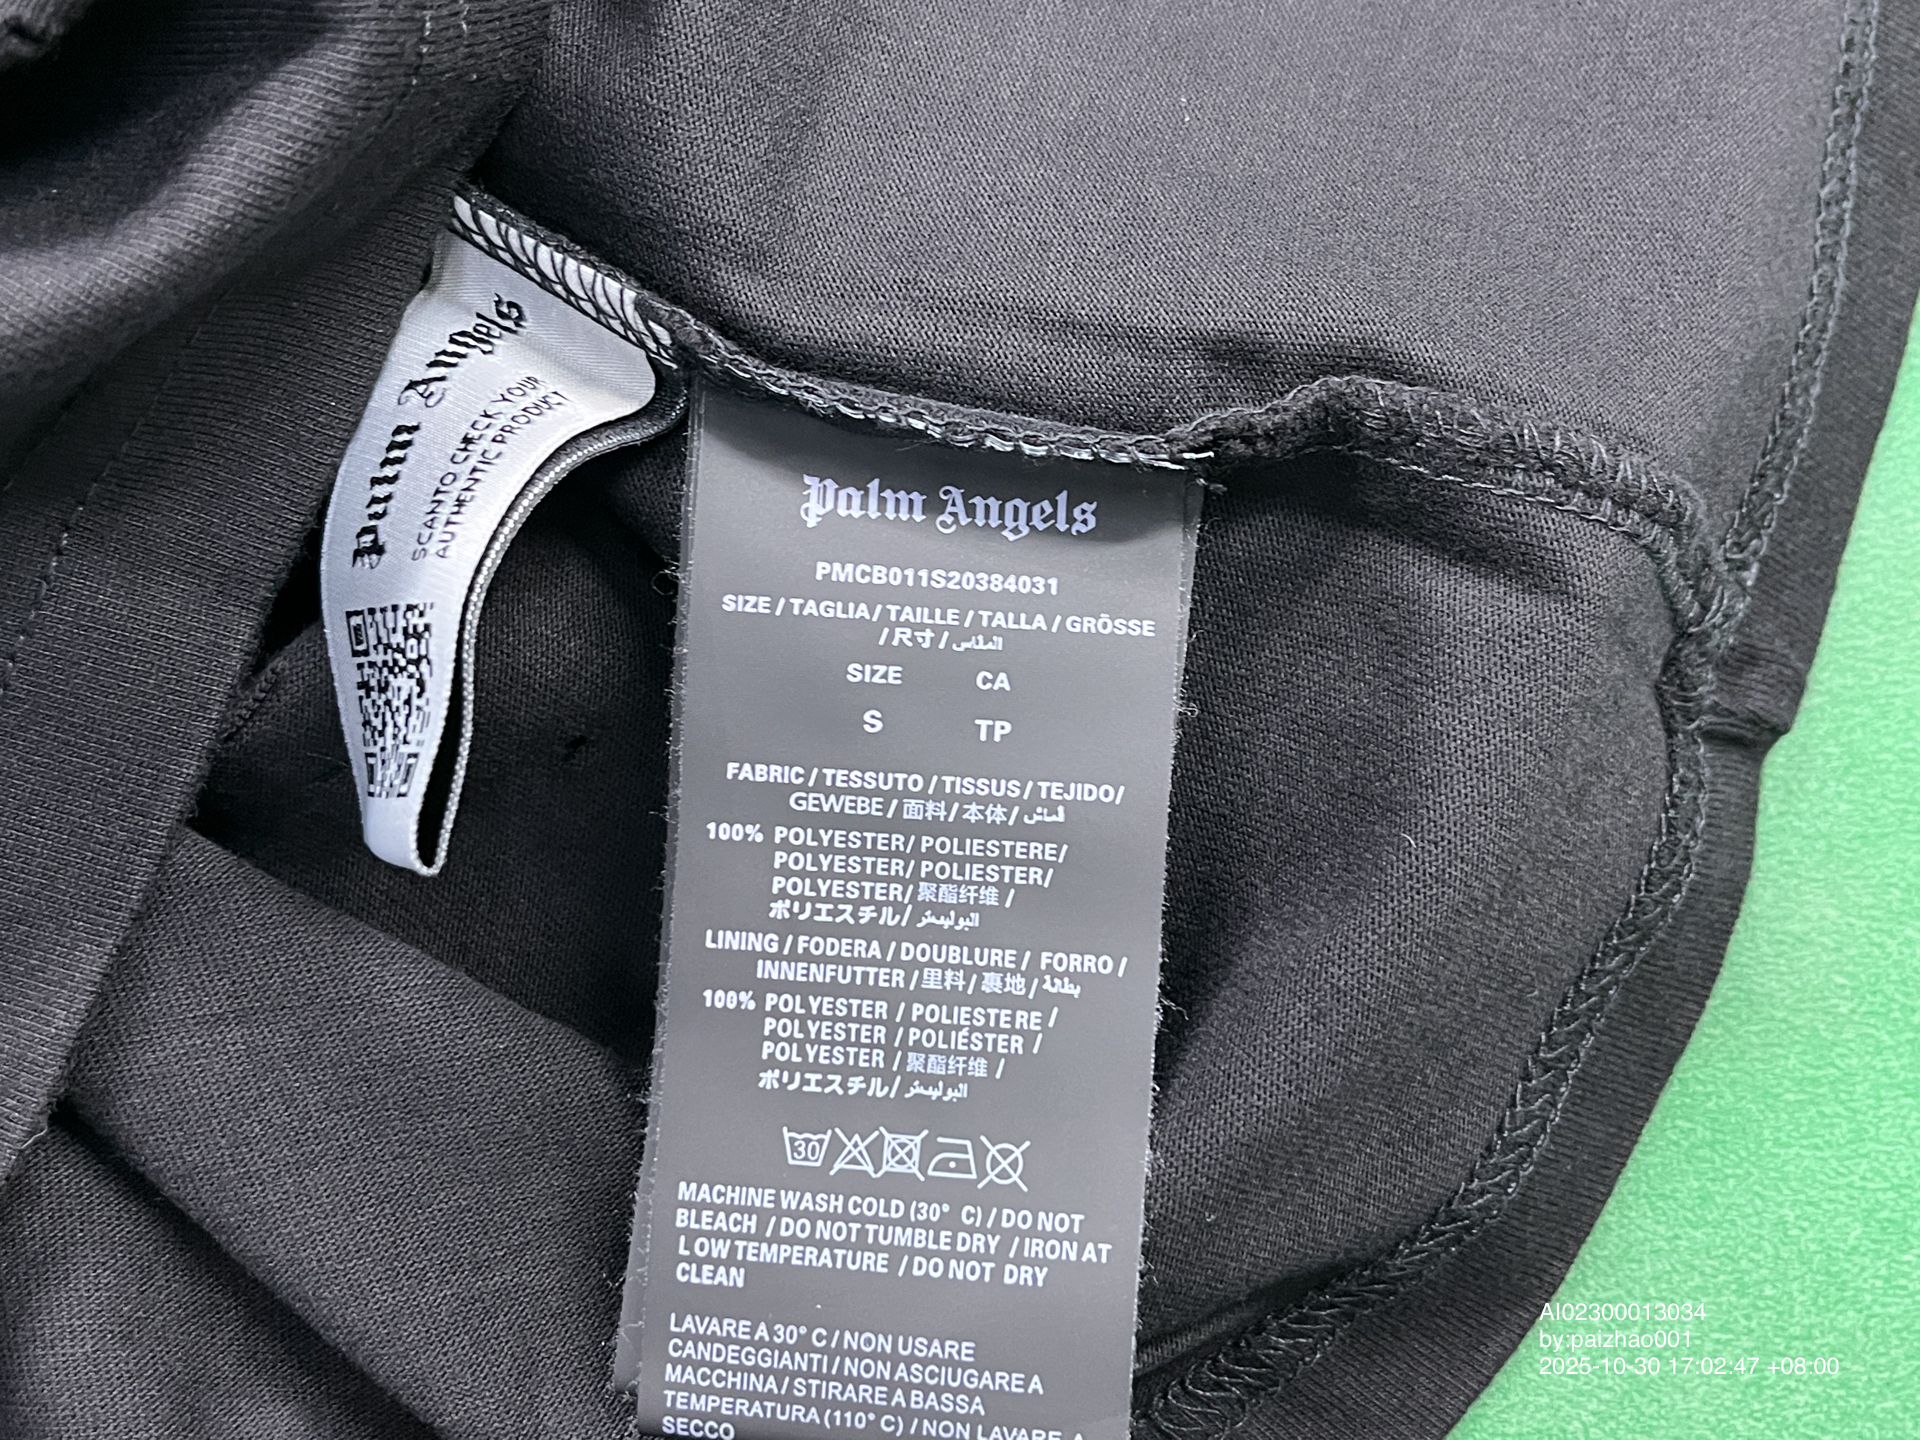 Palm Angels
SCANTO CHECK YOUR
AUTHENTIC PRODUCT
Palm Angels
PMCB011S20384031
SIZE / TAGLIA / TAILLE / TALLA / GRÖSSE
/ 尺寸 / المقاس
SIZE CA
S TP
FABRIC / TESSUTO / TISSUS / TEJIDO/
GEWEBE / 面料 / 本体 /
100% POLYESTER/ POLIESTERE/
POLYESTER/ POLIESTER/
POLYESTER/ 聚酯纤维 /
ポリエスチル/
LINING / FODERA / DOUBLURE / FORRO /
INNENFUTTER / 里料 / 裏地 / بطانة
100% POLYESTER / POLIESTERE /
POLYESTER / POLIÉSTER /
POLYESTER / 聚酯纤维 /
ポリエスチル/
30
MACHINE WASH COLD (30° C) / DO NOT
BLEACH / DO NOT TUMBLE DRY / IRON AT
LOW TEMPERATURE / DO NOT DRY
CLEAN
LAVARE A 30° C / NON USARE
CANDEGGIANTI / NON ASCIUGARE A
MACCHINA / STIRARE A BASSA
TEMPERATURA (110° C) / NON LAVARE A
SECCO
AI02300013034
by:paizhao001
2025-10-30 17:02:47 +08:00